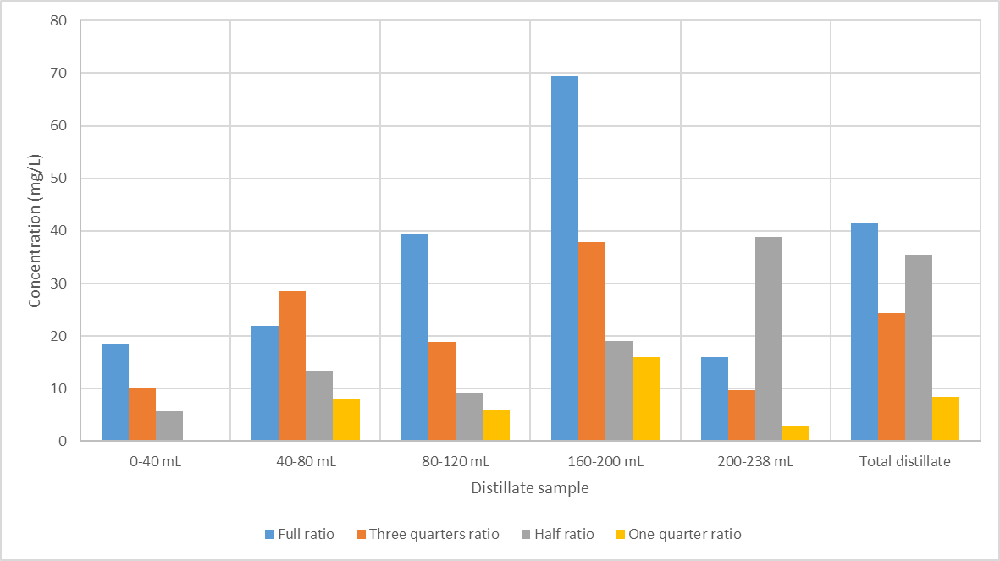 80
70
60
50
40
30
20
10
0
Concentration (mg/L)
0-40 mL
40-80 mL
80-120 mL
160-200 mL
200-238 mL
Total distillate
Distillate sample
Full ratio
Three quarters ratio
Half ratio
One quarter ratio